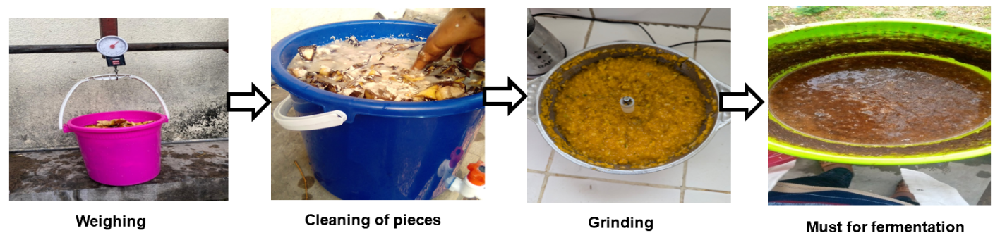 Weighing
Cleaning of pieces
Grinding
Must for fermentation